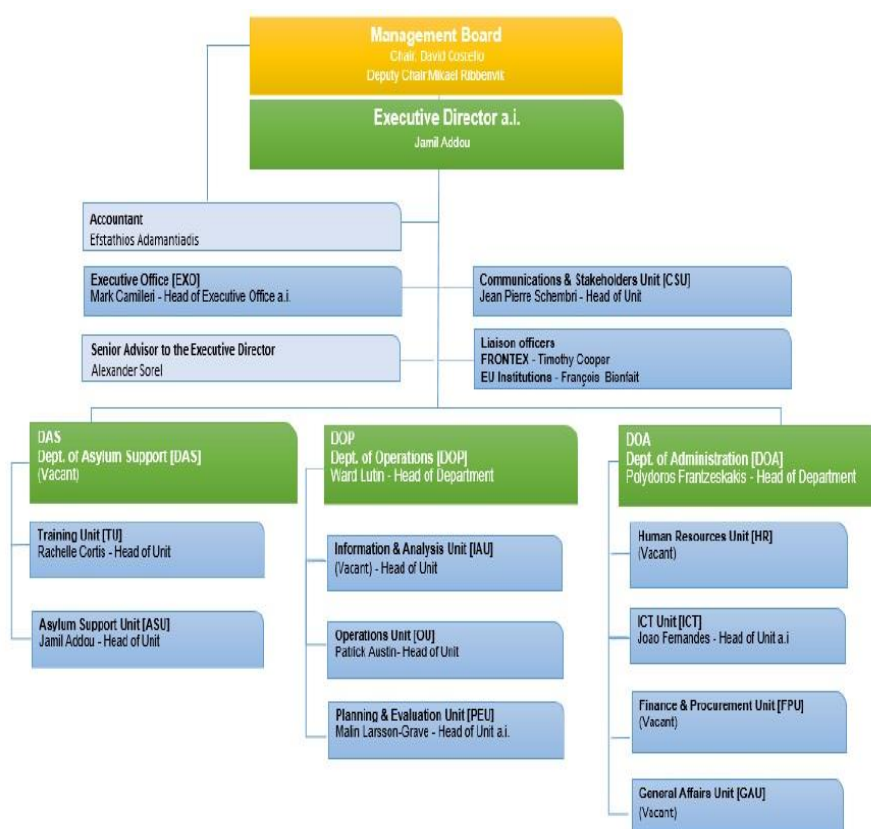 Management Board
Chair, David Costello
Deputy Chair Mikael Ribbenvik
Executive Director a.i.
Jamil Addou
Accountant
Efstathios Adamantiadis
Executive Office [EXO]
Mark Camilleri - Head of Executive Office a.i.
Communications & Stakeholders Unit [CSU]
Jean Pierre Schembri - Head of Unit
Senior Advisor to the Executive Director
Alexander Sorel
Liaison officers
FRONTEX - Timothy Cooper
EU Institutions - François Bienfait
DAS
Dept. of Asylum Support [DAS]
(Vacant)
Training Unit [TU]
Rachelle Cortis - Head of Unit
Asylum Support Unit [ASU]
Jamil Addou - Head of Unit
DOP
Dept. of Operations [DOP]
Ward Lutin - Head of Department
Information & Analysis Unit [IAU]
(Vacant) - Head of Unit
Operations Unit [OU]
Patrick Austin- Head of Unit
Planning & Evaluation Unit [PEU]
Malin Larsson-Grave - Head of Unit a.i.
DOA
Dept. of Administration [DOA]
Polydoros Frantzeskakis - Head of Department
Human Resources Unit [HR]
(Vacant)
ICT Unit [ICT]
Joao Fernandes - Head of Unit a.i
Finance & Procurement Unit [FPU]
(Vacant)
General Affairs Unit [GAU]
(Vacant)